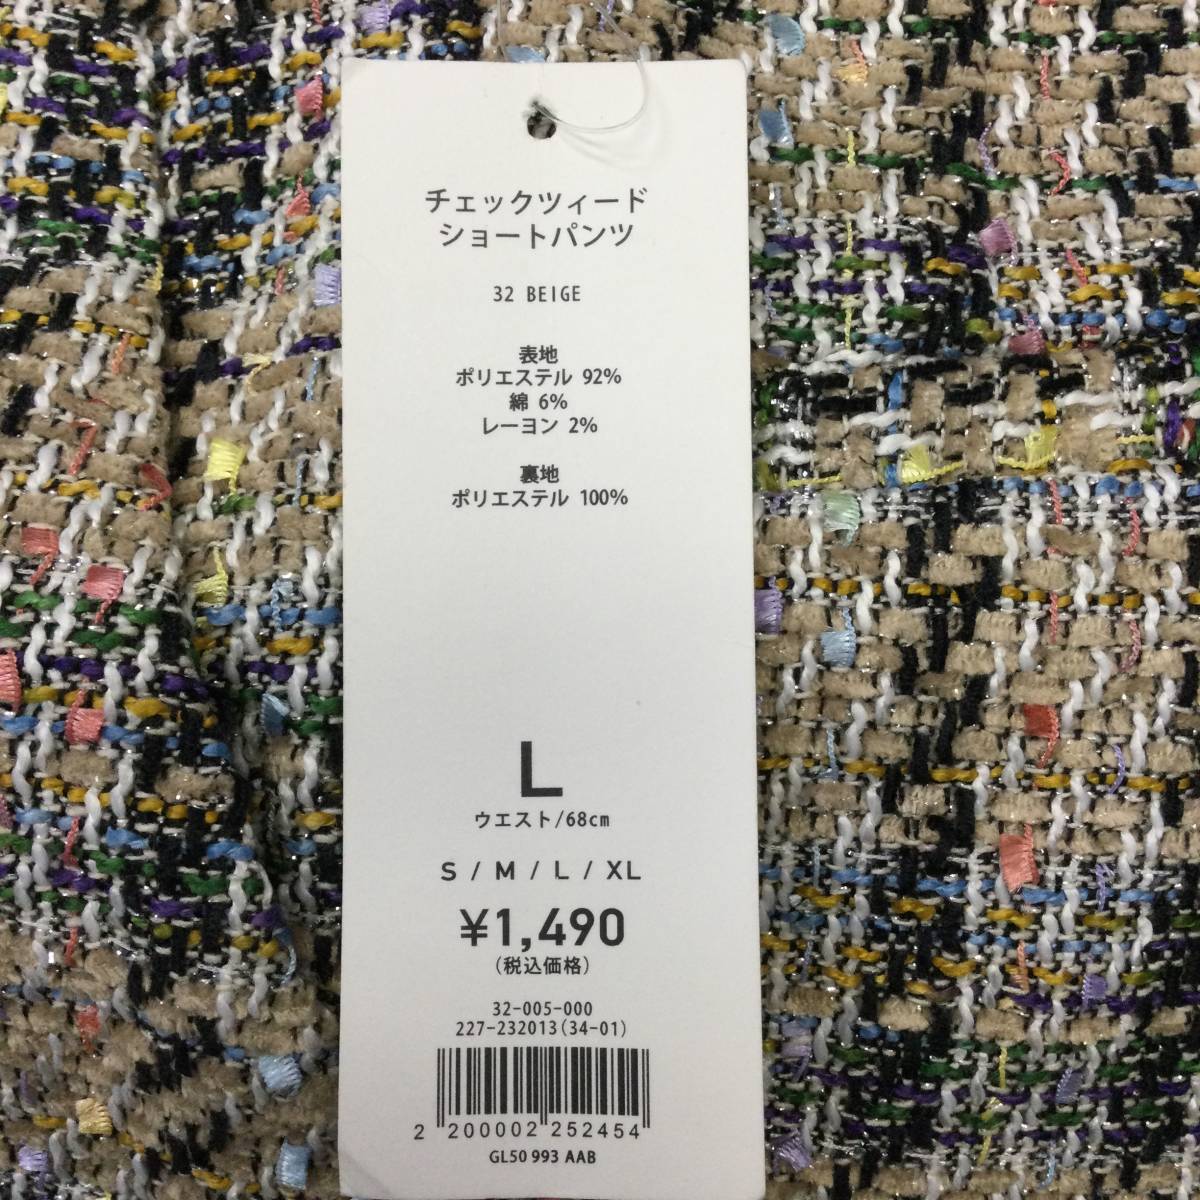 チェックツィード
ショートパンツ
32 BEIGE
表地
ポリエステル 92%
綿 6%
レーヨン 2%
裏地
ポリエステル 100%
L
ウエスト/68cm
S / M / L / XL
¥1,490
(税込価格)
32-005-000
227-232013(34-01)
2 200002 252454
GL50 993 AAB